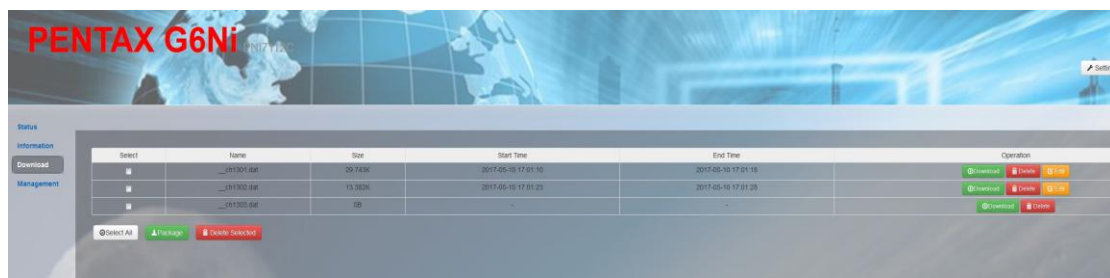 PENTAX G6Ni
Settin
Status
Information
Download
Management
Select Name Size Start Time End Time Operation
__ch1301.dat 29.743K 2017-05-10 17:01:10 2017-05-10 17:01:18 Download Delete Edit
__ch1302.dat 13.382K 2017-05-10 17:01:23 2017-05-10 17:01:28 Download Delete Edit
__ch1303.dat 0B - - Download Delete
Select All Package Delete Selected